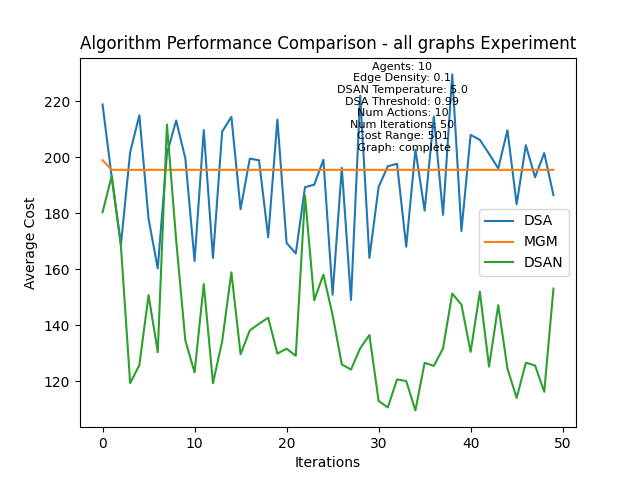 Algorithm Performance Comparison - all graphs Experiment
Agents: 10
Edge Density: 0.1
DSAN Temperature: 5.0
DSA Threshold: 0.99
Num Actions: 10
Num Iterations: 50
Cost Range: 501
Graph: complete
220
200
180
160
140
120
Average Cost
DSA
MGM
DSAN
0
10
20
30
40
50
Iterations